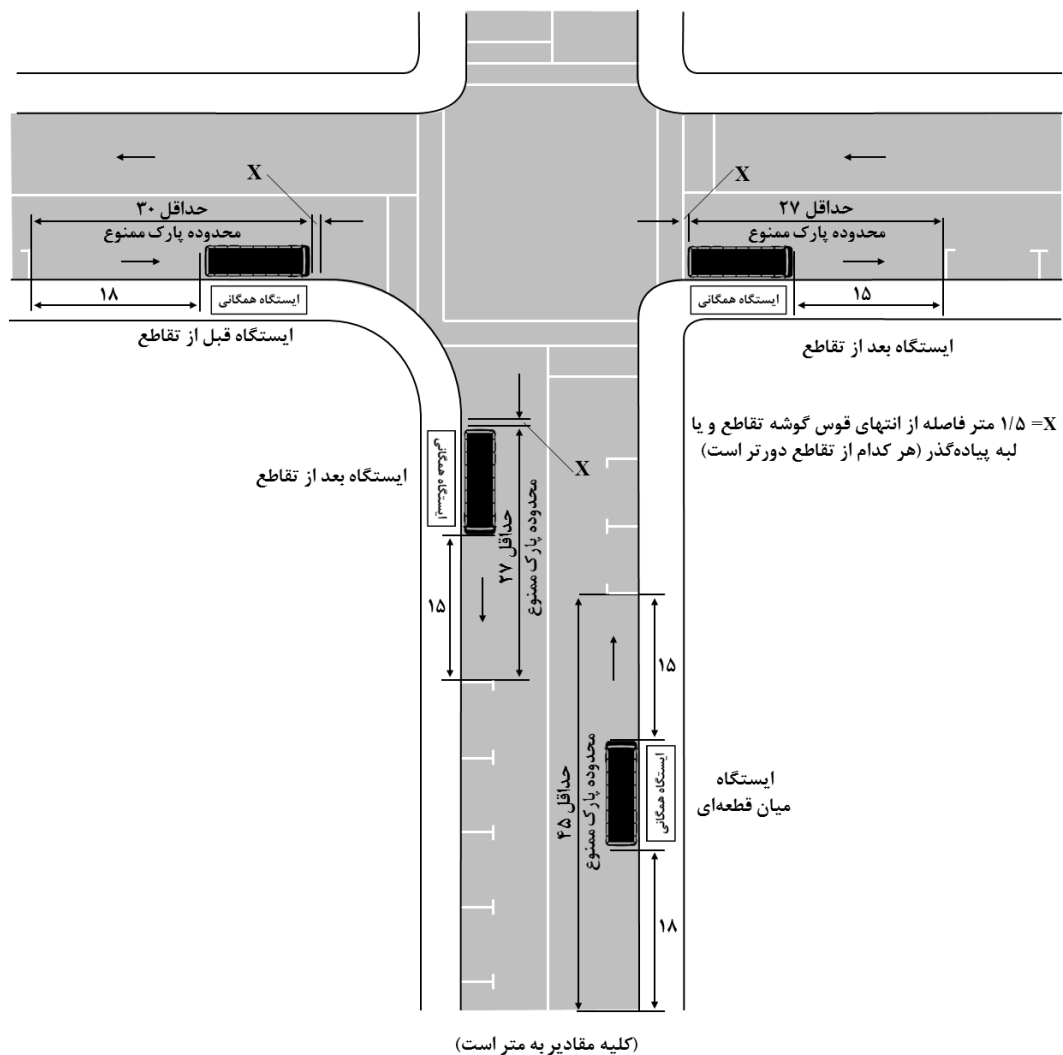 X
X
حداقل ۳۰
محدوده پارک ممنوع
حداقل ۲۷
محدوده پارک ممنوع
۱۸
ایستگاه همگانی
ایستگاه همگانی
۱۵
ایستگاه قبل از تقاطع
ایستگاه بعد از تقاطع
X= ۱/۵ متر فاصله از انتهای قوس گوشه تقاطع و یا
لبه پیاده‌گذر (هر کدام از تقاطع دورتر است)
ایستگاه بعد از تقاطع
ایستگاه همگانی
X
حداقل ۲۷
محدوده پارک ممنوع
۱۵
۱۵
حداقل ۴۵
محدوده پارک ممنوع
ایستگاه همگانی
ایستگاه
میان قطعه‌ای
۱۸
(کلیه مقادیر به متر است)